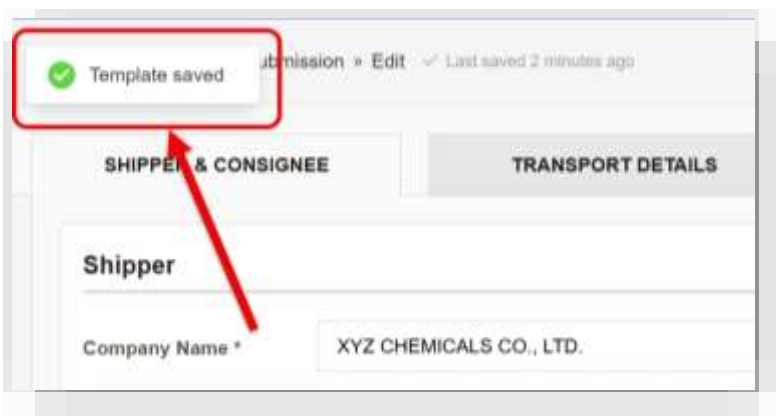 Template saved
ubmission » Edit ✓ Last saved 2 minutes ago
SHIPPER & CONSIGNEE
TRANSPORT DETAILS
Shipper
Company Name *
XYZ CHEMICALS CO., LTD.